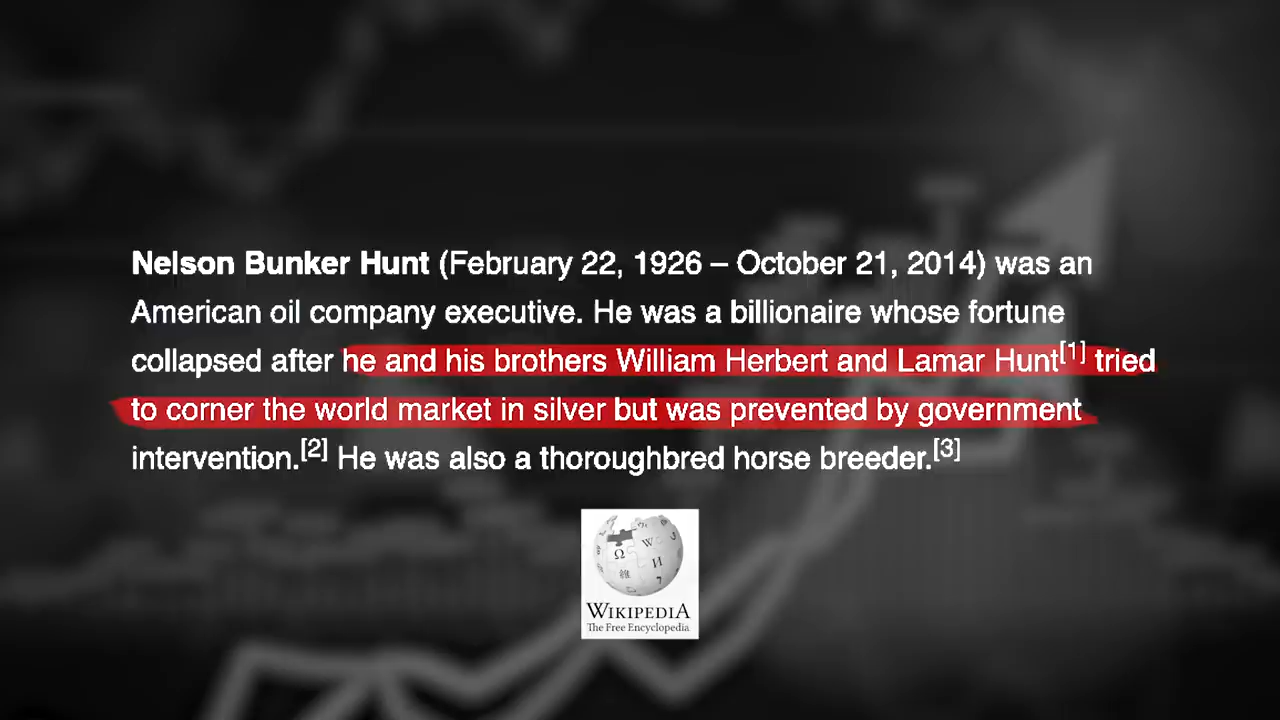 Nelson Bunker Hunt (February 22, 1926 – October 21, 2014) was an
American oil company executive. He was a billionaire whose fortune
collapsed after he and his brothers William Herbert and Lamar Hunt[1] tried
to corner the world market in silver but was prevented by government
intervention.[2] He was also a thoroughbred horse breeder.[3]
Ω W И
WIKIPEDIA
The Free Encyclopedia